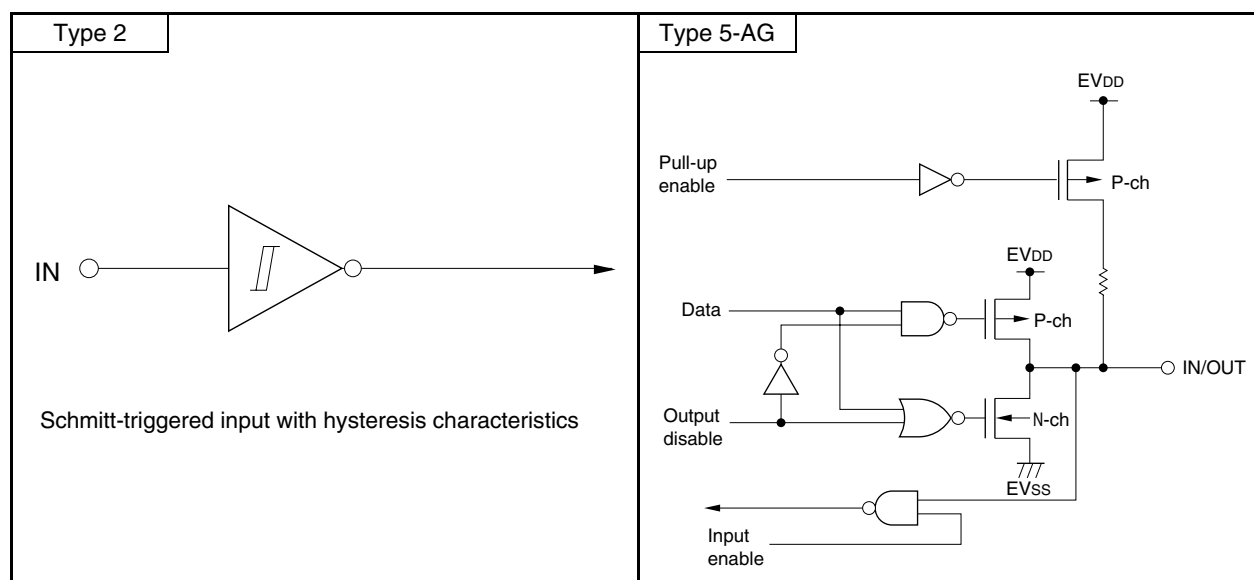 Type 2
IN
Schmitt-triggered input with hysteresis characteristics
Type 5-AG
EVDD
Pull-up
enable
P-ch
EVDD
Data
P-ch
IN/OUT
Output
disable
N-ch
EVSS
Input
enable